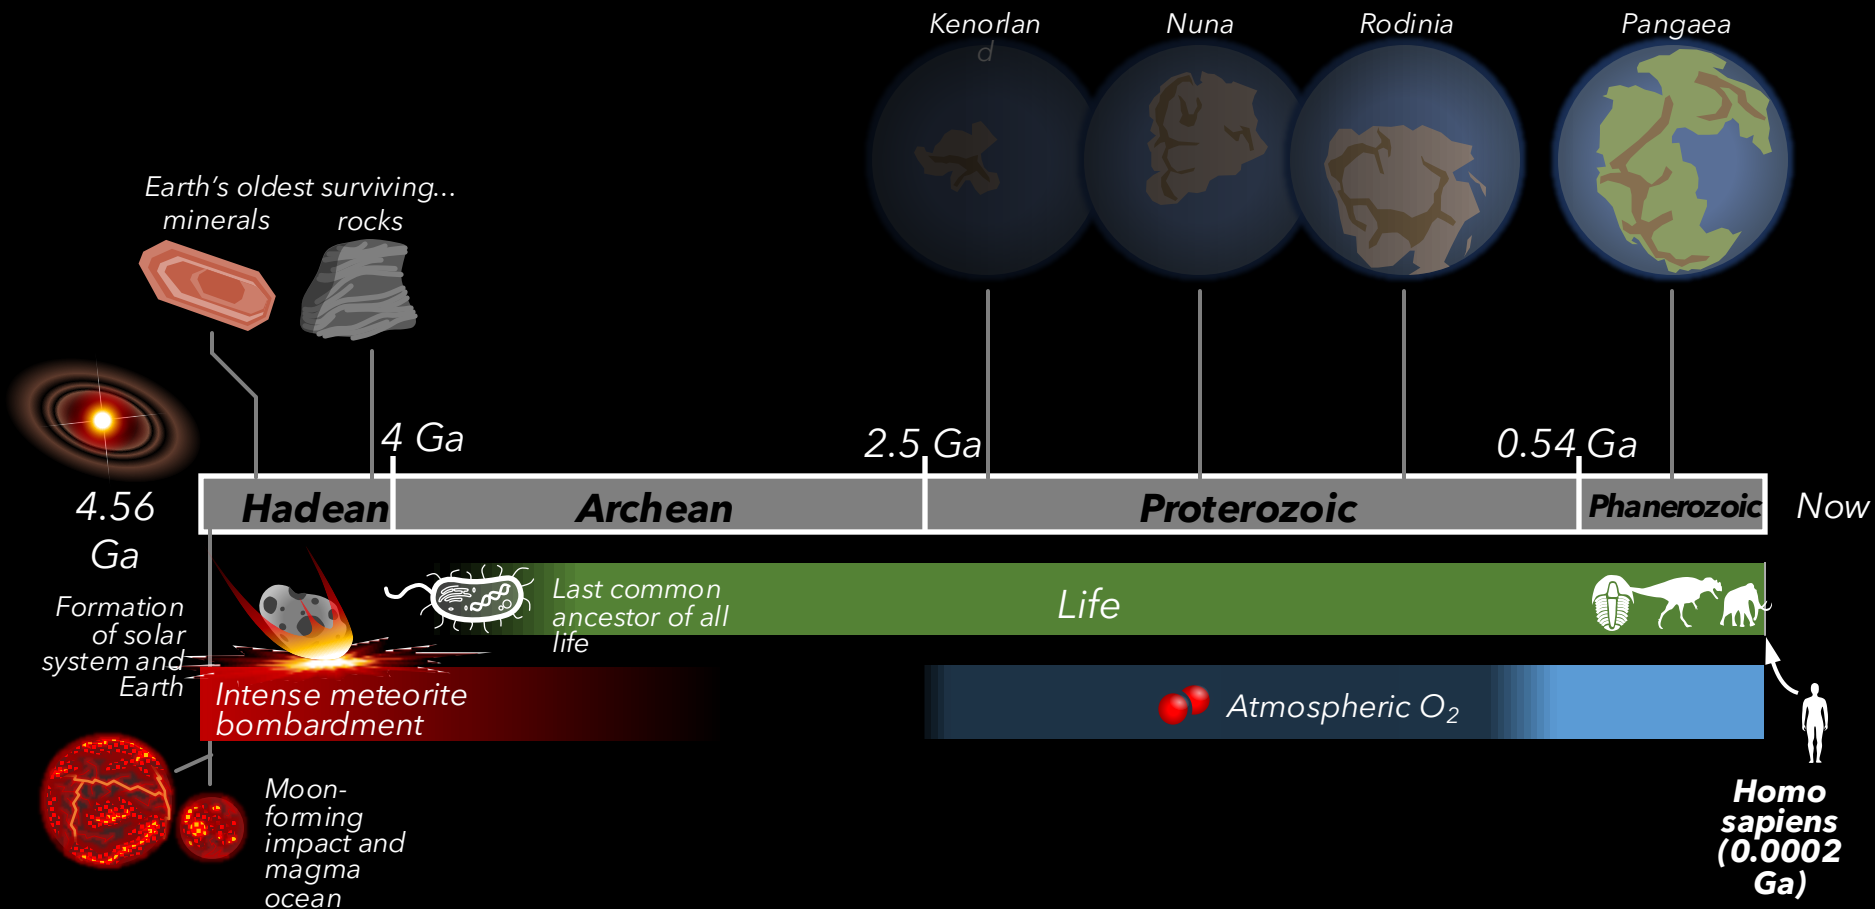 Kenorlan
d
Nuna
Rodinia
Pangaea
Earth's oldest surviving...
minerals
rocks
4 Ga
2.5 Ga
0.54 Ga
4.56
Ga
Hadean
Archean
Proterozoic
Phanerozoic
Now
Formation
of solar
system and
Earth
Last common
ancestor of all
life
Life
Intense meteorite
bombardment
Atmospheric O₂
Moon-
forming
impact and
magma
ocean
Homo
sapiens
(0.0002
Ga)